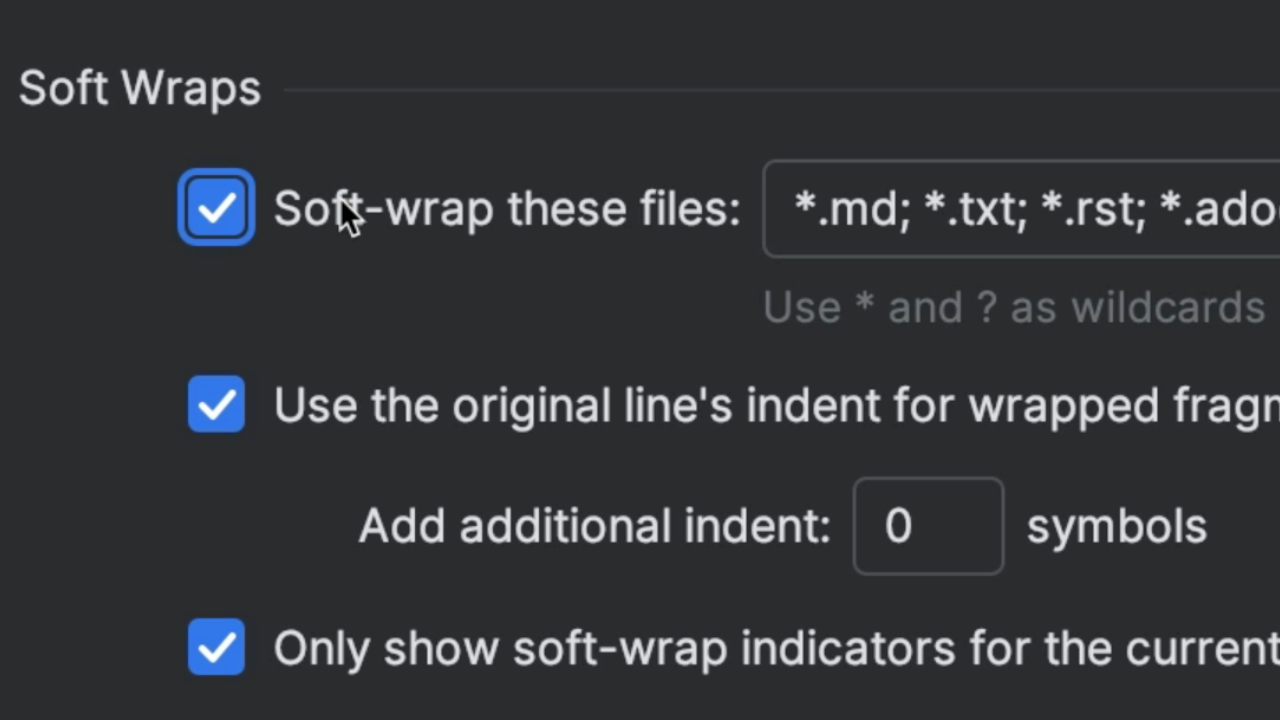 Soft Wraps
Soft-wrap these files: *.md; *.txt; *.rst; *.ado
Use * and ? as wildcards
Use the original line's indent for wrapped
Add additional indent: 0 symbols
Only show soft-wrap indicators for the current